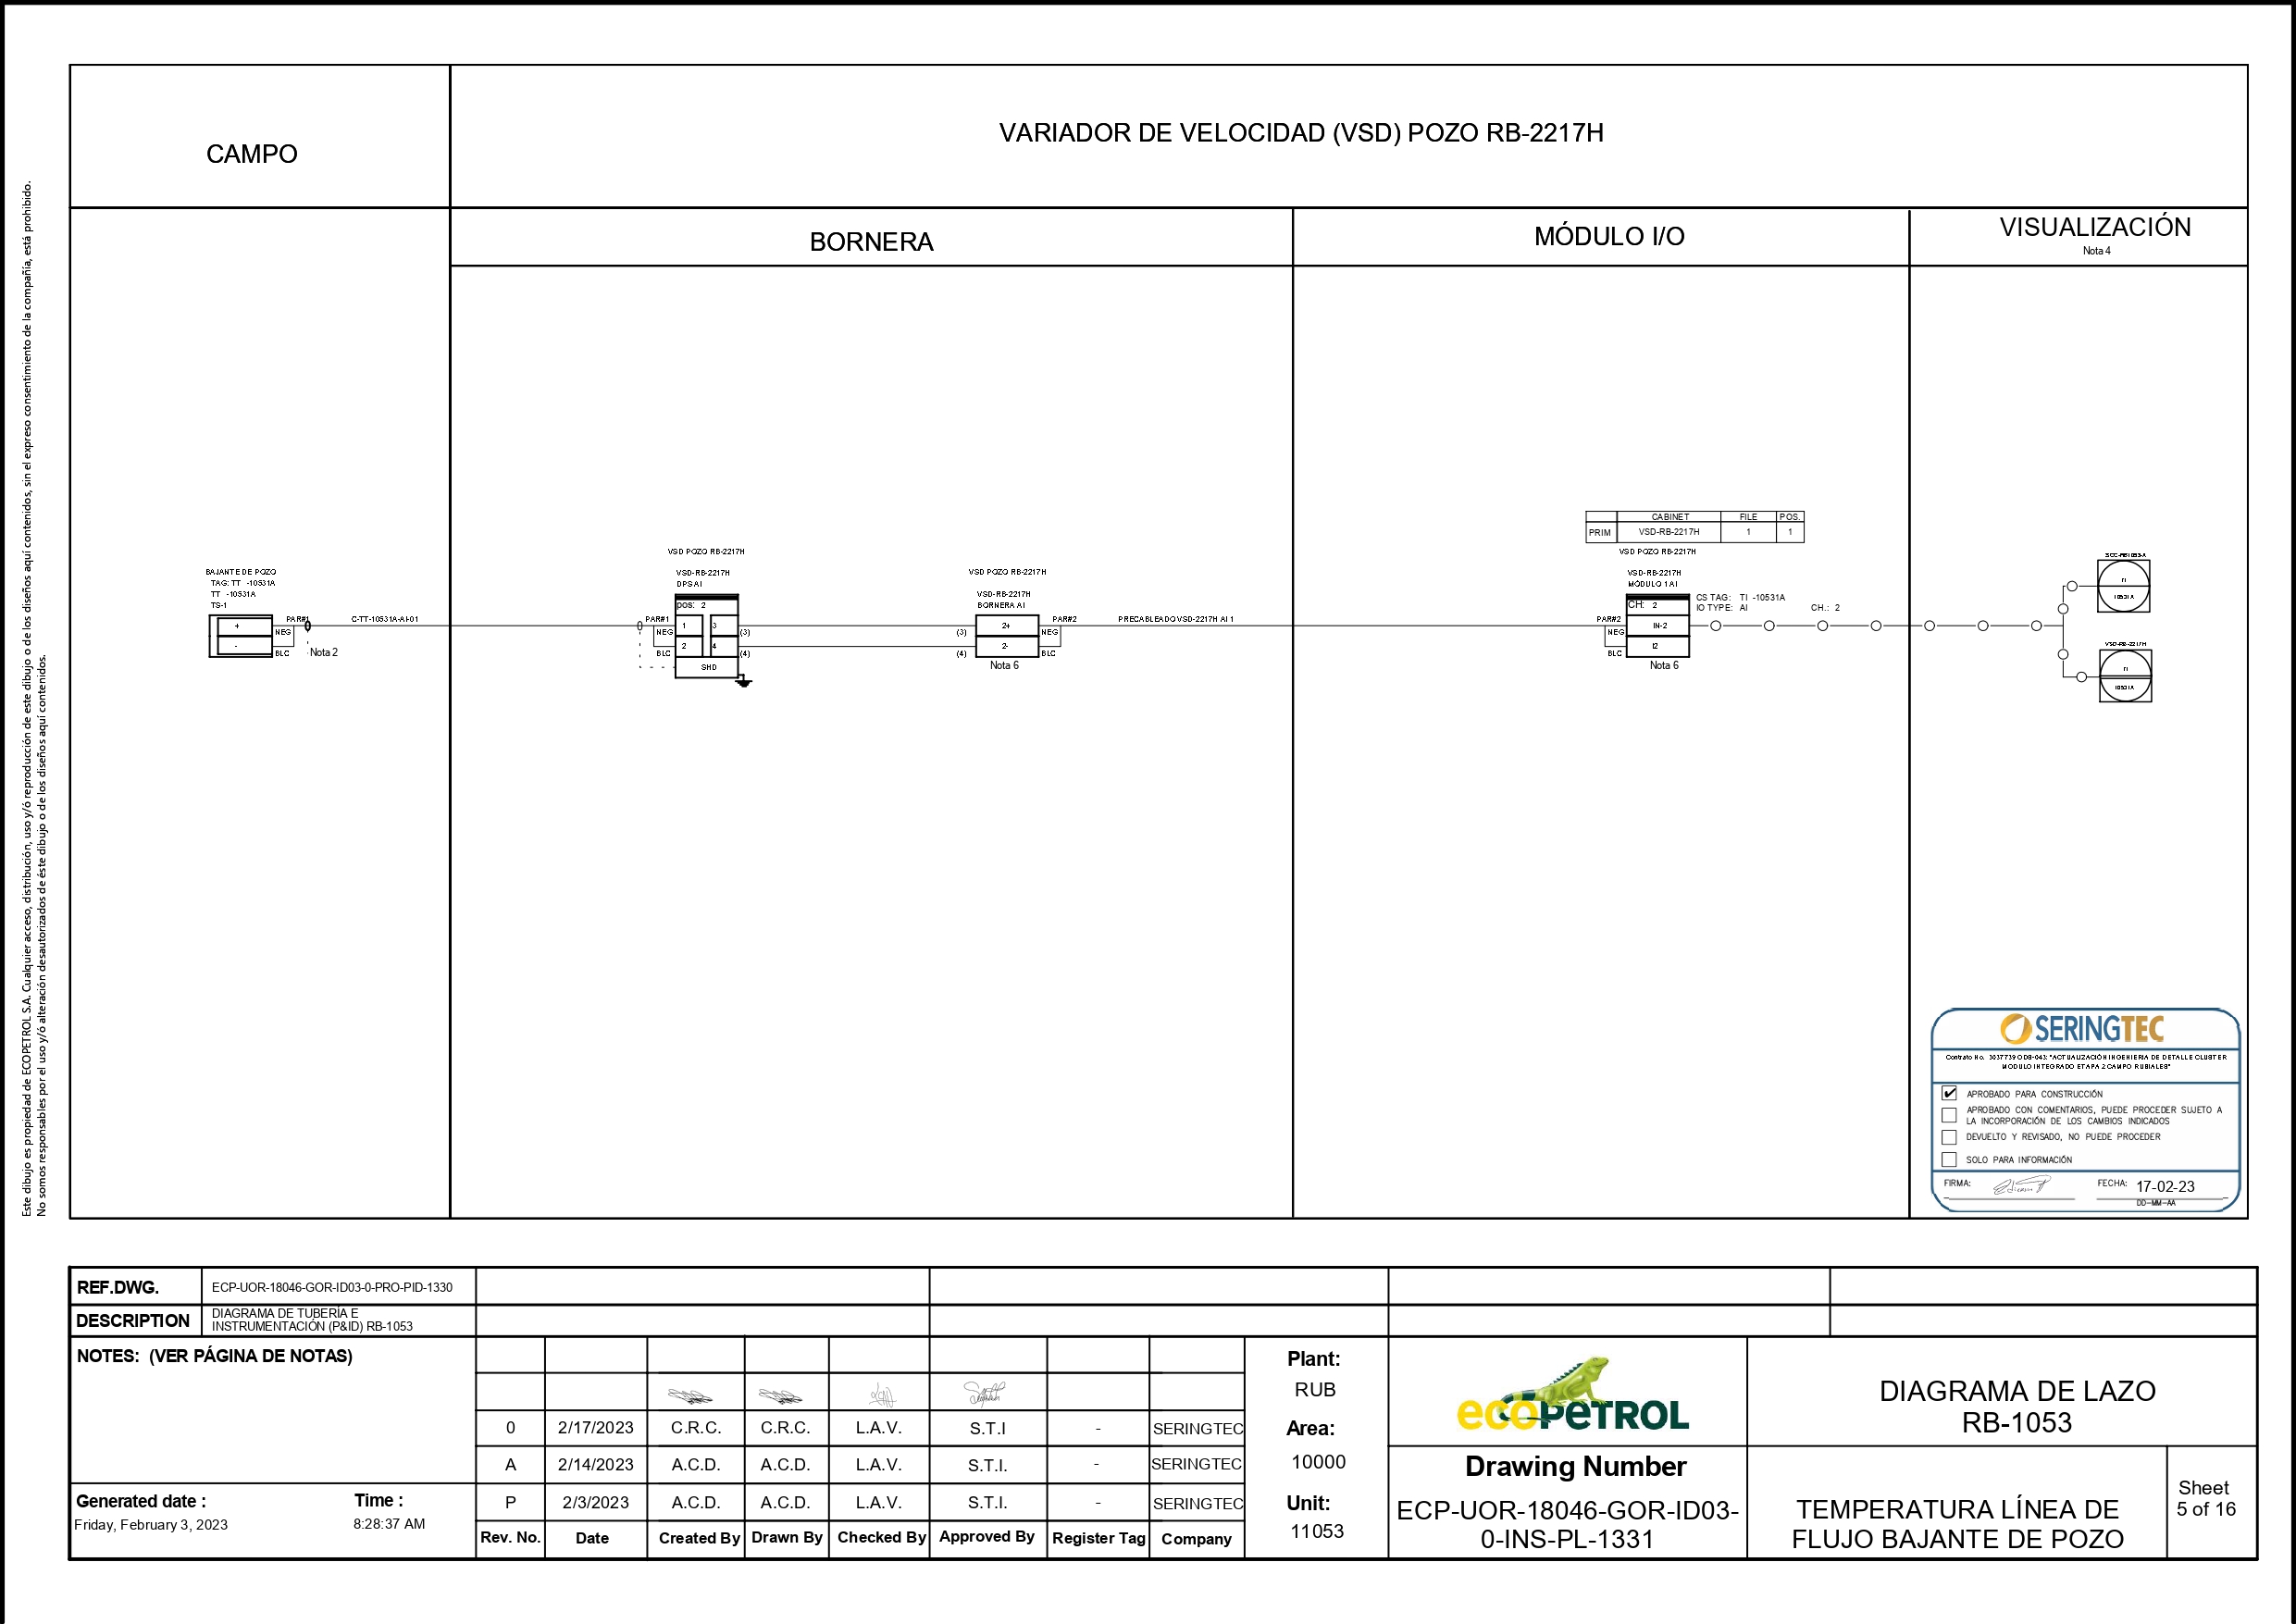 Este dibujo es propiedad de ECOPETROL S.A. Cualquier acceso, distribución, uso y/ó reproducción de este dibujo o de los diseños aquí contenidos, sin el expreso consentimiento de la compañía, está prohibido.
No somos responsables por el uso y/ó alteración desautorizados de éste dibujo o de los diseños aquí contenidos.
CAMPO
VARIADOR DE VELOCIDAD (VSD) POZO RB-2217H
BORNERA
MÓDULO I/O
VISUALIZACIÓN
Nota 4
BAJANTE DE POZO
TAG: TT -10531A
TT -10531A
TS-1
+
-
PAR#1
NEG
BLC
Nota 2
C-TT-10531A-AI-01
VSD POZO RB-2217H
VSD-RB-2217H
DPS AI
pos: 2
PAR#1
NEG
BLC
1
2
3
4
SHD
(3)
(4)
VSD POZO RB-2217H
VSD-RB-2217H
BORNERA AI
(3)
(4)
2+
2-
PAR#2
NEG
BLC
Nota 6
PRECABLEADO VSD-2217H AI 1
CABINET FILE POS.
PRIM VSD-RB-2217H 1 1
VSD POZO RB-2217H
VSD-RB-2217H
MÓDULO 1 AI
CH: 2
PAR#2
NEG
BLC
IN-2
I2
Nota 6
CS TAG: TI -10531A
IO TYPE: AI CH.: 2
SCC-RB1053-A
TI
10531A
VSD-RB-2217H
TI
10531A
SERINGTEC
Contrato No. 3037739 ODS-043: "ACTUALIZACIÓN INGENIERIA DE DETALLE CLUSTER
MODULO INTEGRADO ETAPA 2 CAMPO RUBIALES"
APROBADO PARA CONSTRUCCIÓN
APROBADO CON COMENTARIOS, PUEDE PROCEDER SUJETO A
LA INCORPORACIÓN DE LOS CAMBIOS INDICADOS
DEVUELTO Y REVISADO, NO PUEDE PROCEDER
SOLO PARA INFORMACIÓN
FIRMA:
FECHA: 17-02-23
DD-MM-AA
REF.DWG. ECP-UOR-18046-GOR-ID03-0-PRO-PID-1330
DESCRIPTION DIAGRAMA DE TUBERÍA E
INSTRUMENTACIÓN (P&ID) RB-1053
NOTES: (VER PÁGINA DE NOTAS)
Generated date : Time :
Friday, February 3, 2023 8:28:37 AM
0 2/17/2023 C.R.C. C.R.C. L.A.V. S.T.I - SERINGTEC
A 2/14/2023 A.C.D. A.C.D. L.A.V. S.T.I. - SERINGTEC
P 2/3/2023 A.C.D. A.C.D. L.A.V. S.T.I. - SERINGTEC
Rev. No. Date Created By Drawn By Checked By Approved By Register Tag Company
Plant:
RUB
Area:
10000
Unit:
11053
ecoPETROL
Drawing Number
ECP-UOR-18046-GOR-ID03-
0-INS-PL-1331
DIAGRAMA DE LAZO
RB-1053
TEMPERATURA LÍNEA DE
FLUJO BAJANTE DE POZO
Sheet
5 of 16